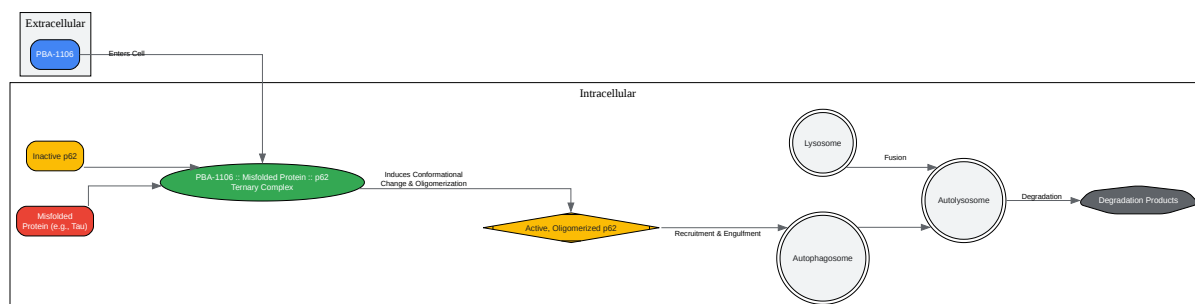 Extracellular
PBA-1106
Enters Cell
Intracellular
Inactive p62
Misfolded
Protein (e.g., Tau)
PBA-1106 :: Misfolded Protein :: p62
Ternary Complex
Induces Conformational
Change & Oligomerization
Active, Oligomerized p62
Recruitment & Engulfment
Lysosome
Fusion
Autophagosome
Autolysosome
Degradation
Degradation Products